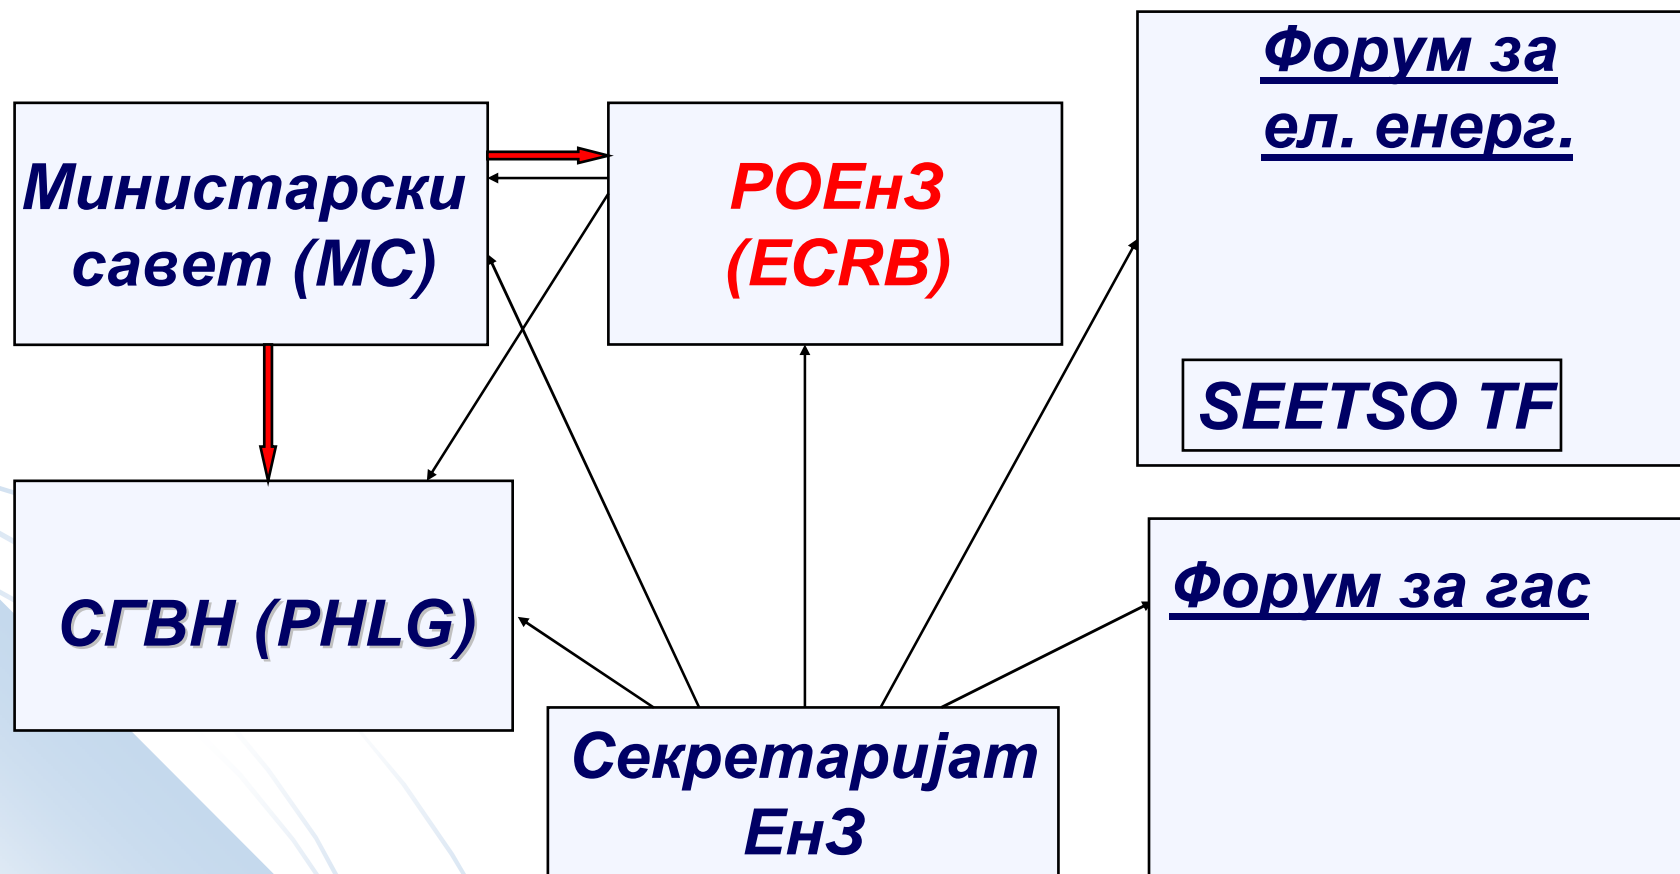 Министарски
савет (МС)
РОЕнЗ
(ECRB)
Форум за
ел. енерг.
SEETSO TF
СГВН (PHLG)
Форум за гас
Секретаријат
ЕнЗ